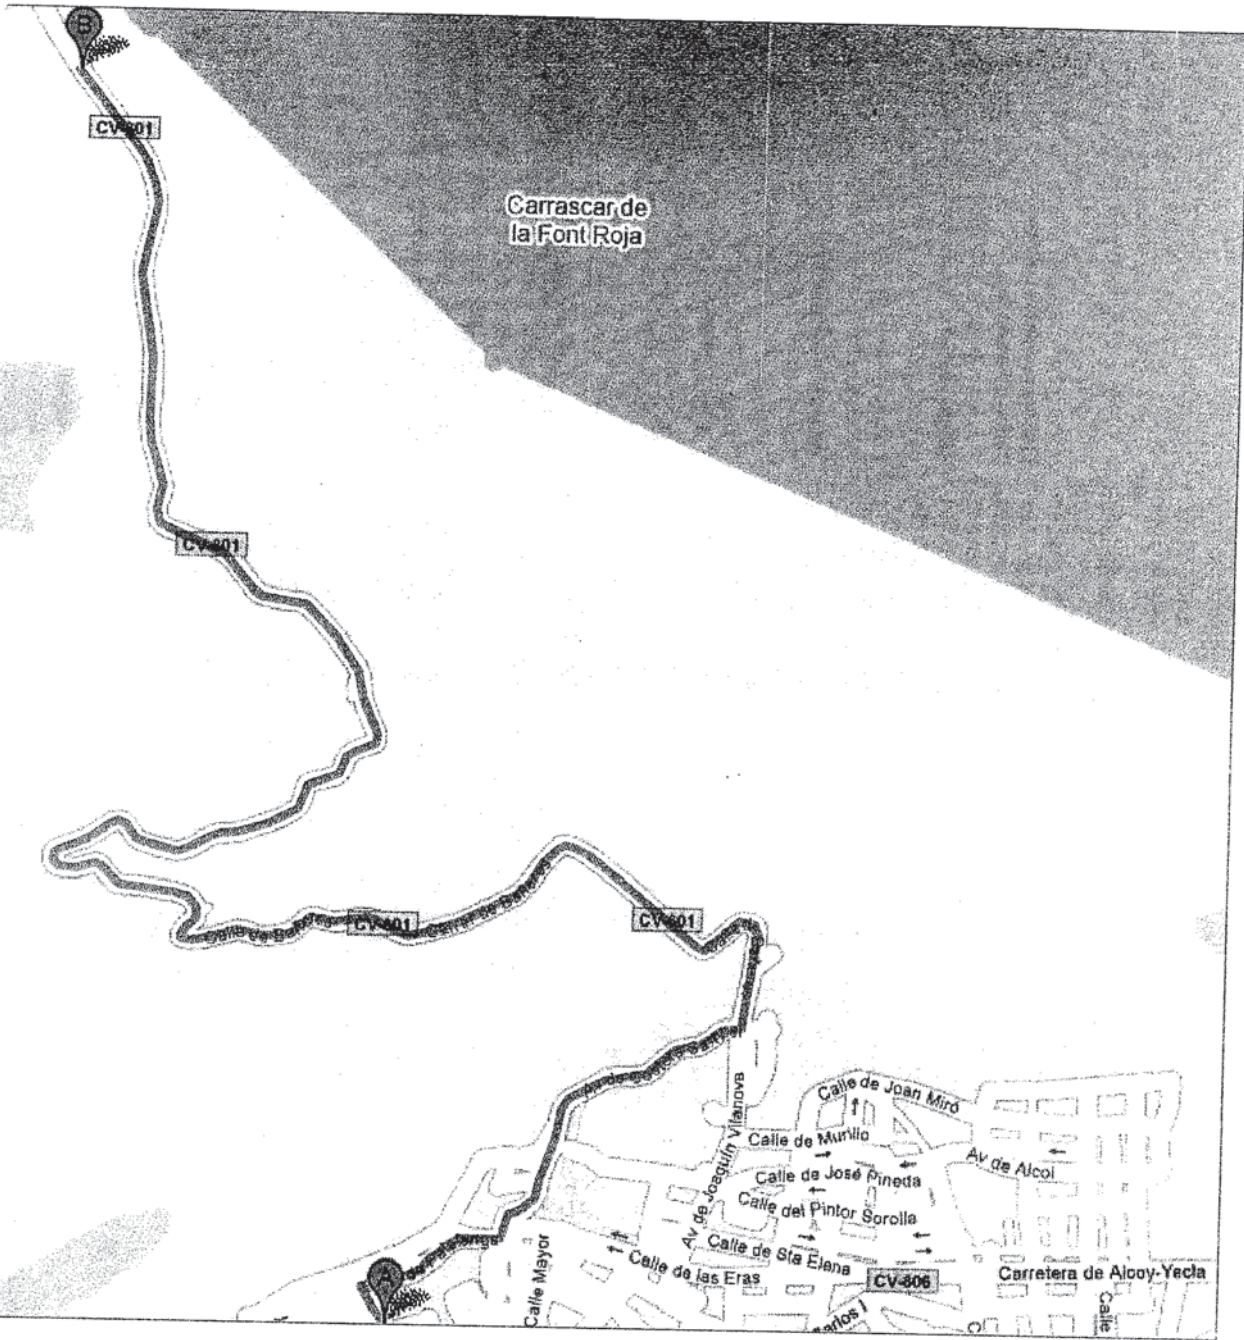 B
CV-801
Carrascar de
la Font Roja
CV-801
CV-801
CV-801
Calle de Joan Miró
Calle de Murillo
Av de Alcoi
Calle de José Pineda
Av de Joaquín Vilanova
Calle del Pintor Sorolla
Calle de Sta Elena
Calle de las Eras
Calle Mayor
CV-806
Carretera de Alcoy-Yecla
Calle
A